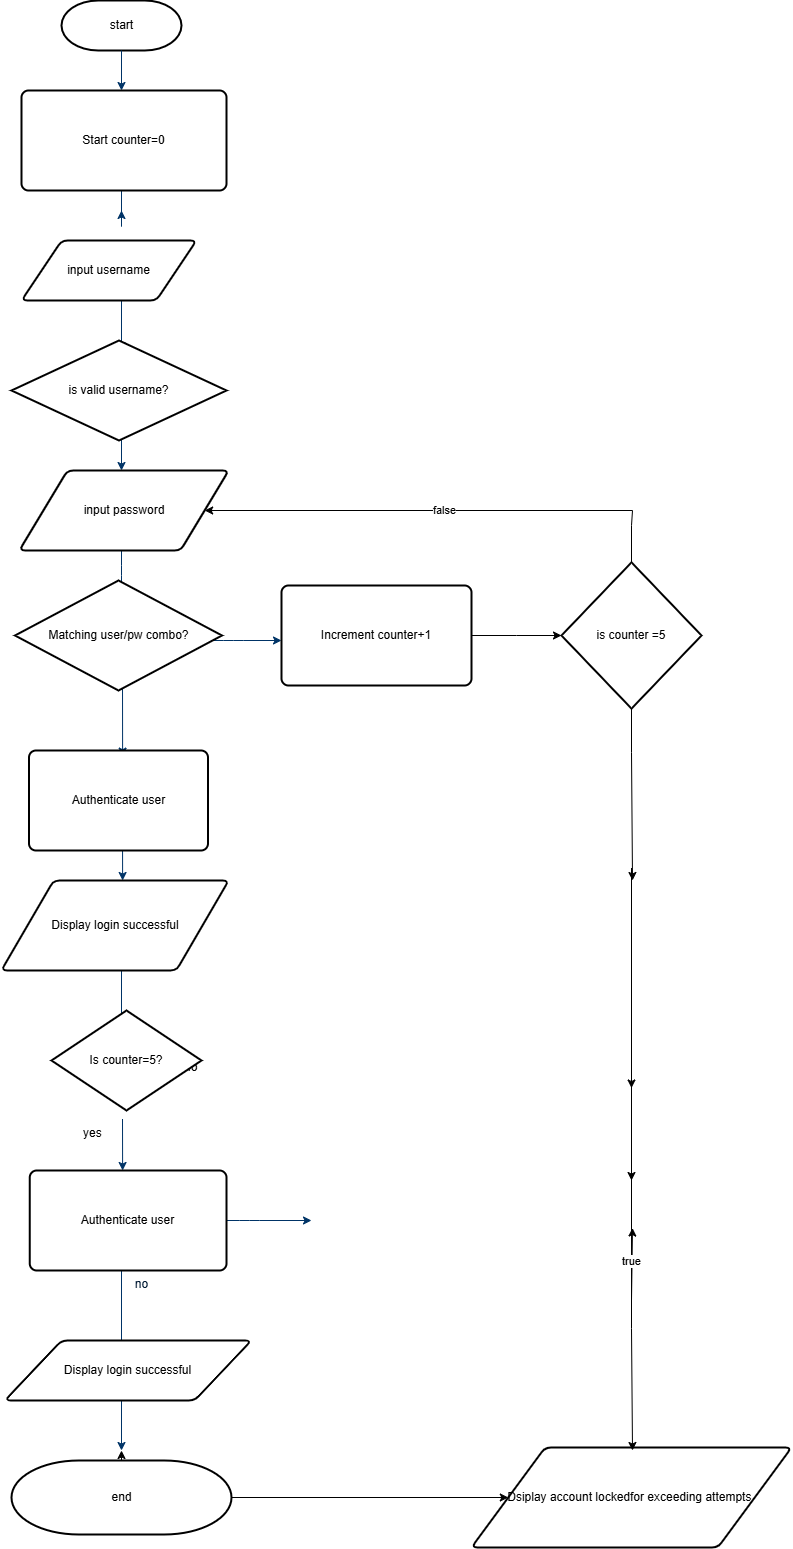 start
Start counter=0
input username
is valid username?
input password
false
Matching user/pw combo?
Increment counter+1
is counter =5
Authenticate user
Display login successful
Is counter=5?
yes
Authenticate user
true
no
Display login successful
end
Dsiplay account lockedfor exceeding attempts